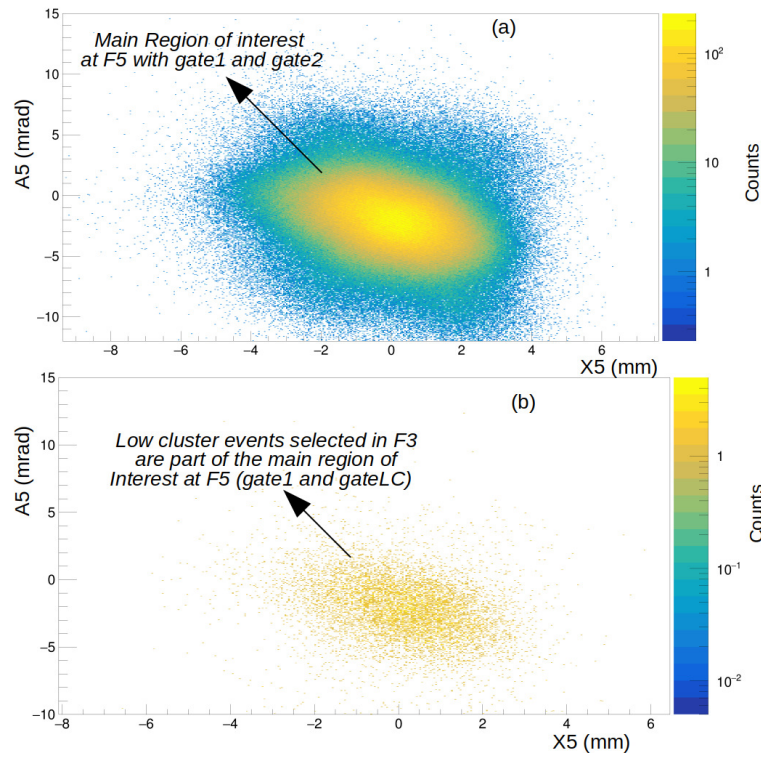 (a)
Main Region of interest
at F5 with gate1 and gate2
A5 (mrad)
15
10
5
0
−5
−10
−8
−6
−4
−2
0
2
4
6
X5 (mm)
10²
10
1
Counts
(b)
Low cluster events selected in F3
are part of the main region of
Interest at F5 (gate1 and gateLC)
A5 (mrad)
15
10
5
0
−5
−10
−8
−6
−4
−2
0
2
4
6
X5 (mm)
1
10⁻¹
10⁻²
Counts